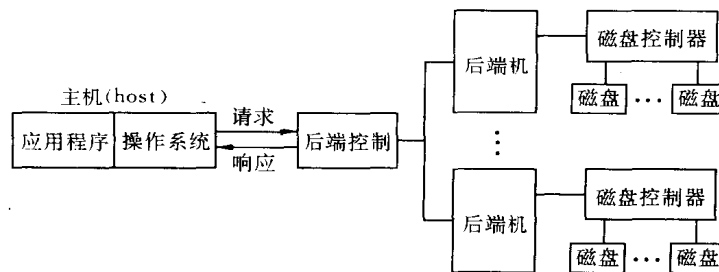 主机(host)
应用程序
操作系统
请求
响应
后端控制
后端机
磁盘控制器
磁盘
···
磁盘
⋮
后端机
磁盘控制器
磁盘
···
磁盘